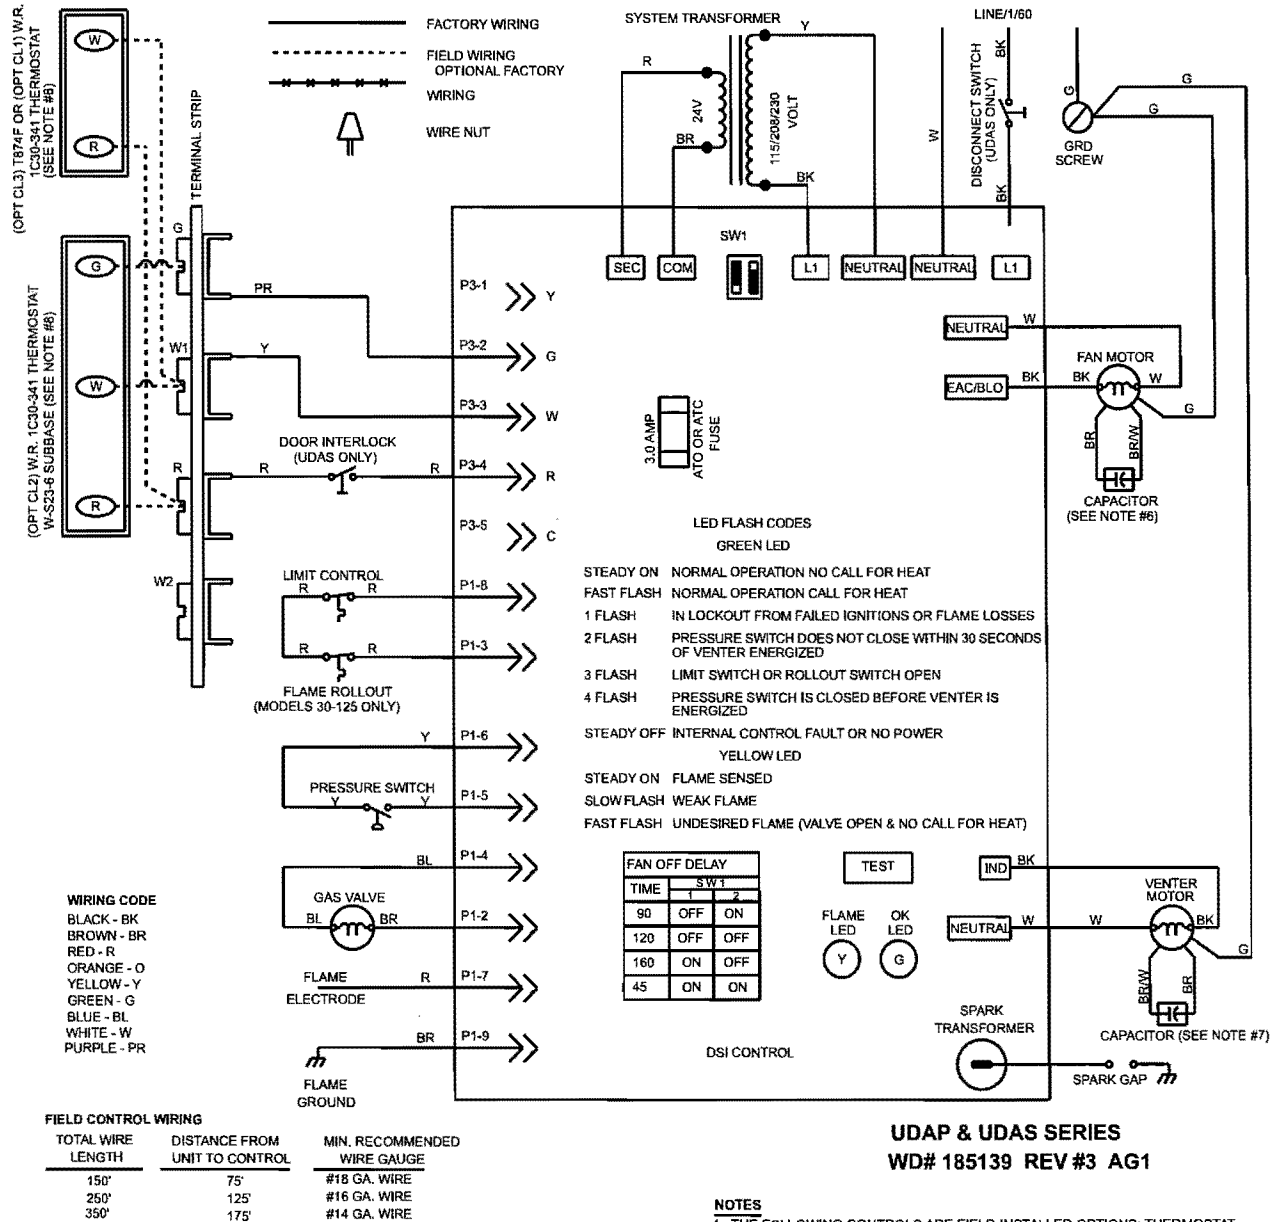 (OPT CL3) T874F OR (OPT CL1) W.R.
1C30-341 THERMOSTAT
(SEE NOTE #8)
W
R
(OPT CL2) W.R. 1C30-341 THERMOSTAT
W-S23-6 SUBBASE (SEE NOTE #8)
G
W
R
TERMINAL STRIP
G
W1
R
W2
FACTORY WIRING
FIELD WIRING
OPTIONAL FACTORY
WIRING
WIRE NUT
SYSTEM TRANSFORMER
R
BR
24V
115/208/230
VOLT
Y
BK
LINE/1/60
W
BK
DISCONNECT SWITCH
(UDAS ONLY)
BK
G
GRD
SCREW
G
G
SEC
COM
SW1
L1
NEUTRAL
NEUTRAL
L1
PR
Y
DOOR INTERLOCK
(UDAS ONLY)
R
R
P3-1
Y
P3-2
G
P3-3
W
P3-4
R
P3-5
C
3.0 AMP
ATO OR ATC
FUSE
NEUTRAL
W
EAC/BLO
BK
BK
W
FAN MOTOR
G
BR
BR/W
CAPACITOR
(SEE NOTE #6)
LIMIT CONTROL
R
R
P1-8
R
R
P1-3
FLAME ROLLOUT
(MODELS 30-125 ONLY)
Y
P1-6
PRESSURE SWITCH
Y
Y
P1-5
BL
P1-4
GAS VALVE
BL
BR
P1-2
FLAME
ELECTRODE
R
P1-7
BR
P1-9
FLAME
GROUND
LED FLASH CODES
GREEN LED
STEADY ON NORMAL OPERATION NO CALL FOR HEAT
FAST FLASH NORMAL OPERATION CALL FOR HEAT
1 FLASH IN LOCKOUT FROM FAILED IGNITIONS OR FLAME LOSSES
2 FLASH PRESSURE SWITCH DOES NOT CLOSE WITHIN 30 SECONDS
OF VENTER ENERGIZED
3 FLASH LIMIT SWITCH OR ROLLOUT SWITCH OPEN
4 FLASH PRESSURE SWITCH IS CLOSED BEFORE VENTER IS
ENERGIZED
STEADY OFF INTERNAL CONTROL FAULT OR NO POWER
YELLOW LED
STEADY ON FLAME SENSED
SLOW FLASH WEAK FLAME
FAST FLASH UNDESIRED FLAME (VALVE OPEN & NO CALL FOR HEAT)
FAN OFF DELAY
TIME SW1
1 2
90 OFF ON
120 OFF OFF
160 ON OFF
45 ON ON
TEST
FLAME
LED
Y
OK
LED
G
IND
BK
NEUTRAL
W
W
VENTER
MOTOR
BK
G
BR/W
BR
CAPACITOR (SEE NOTE #7)
SPARK
TRANSFORMER
SPARK GAP
DSI CONTROL
WIRING CODE
BLACK - BK
BROWN - BR
RED - R
ORANGE - O
YELLOW - Y
GREEN - G
BLUE - BL
WHITE - W
PURPLE - PR
FIELD CONTROL WIRING
TOTAL WIRE
LENGTH
DISTANCE FROM
UNIT TO CONTROL
MIN. RECOMMENDED
WIRE GAUGE
150' 75' #18 GA. WIRE
250' 125' #16 GA. WIRE
350' 175' #14 GA. WIRE
UDAP & UDAS SERIES
WD# 185139 REV #3 AG1
NOTES
1. THE FOLLOWING CONTROLS ARE FIELD INSTALLED OPTIONS: THERMOSTAT